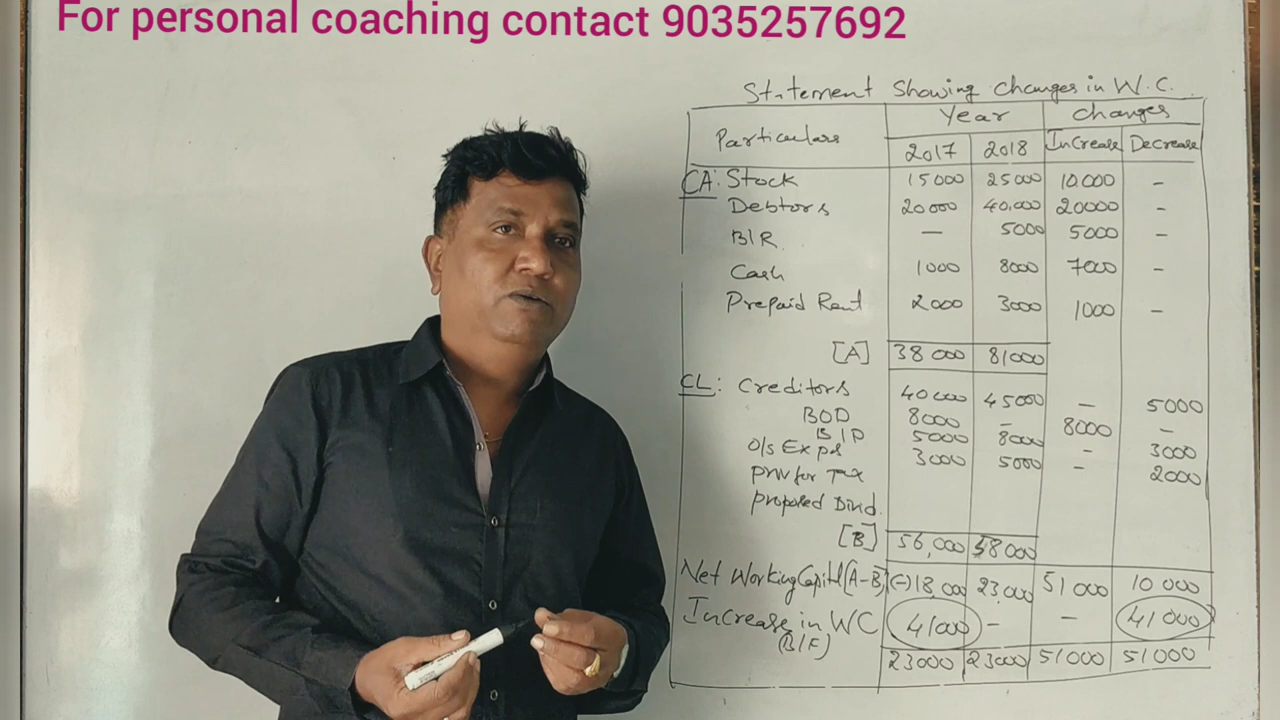 For personal coaching contact 9035257692
Statement Showing Changes in W.C.
Particulars Year Changes
2017 2018 Increase Decrease
CA: Stock 15000 25000 10000 -
Debtors 20000 40,000 20000 -
B/R - 5000 5000 -
Cash 1000 8000 7000 -
Prepaid Rent 2000 3000 1000 -
[A] 38000 81000
CL: Creditors 40000 45000 - 5000
BOD 8000 - 8000 -
B/P 5000 8000 - 3000
O/s Expes 3000 5000 - 2000
Prov for Tax
Proposed Divid.
[B] 56,000 58000
Net Working Capital [A-B] (-)18,000 23,000 51000 10000
Increase in WC 41000 - - 41000
(B/F)
23000 23000 51000 51000